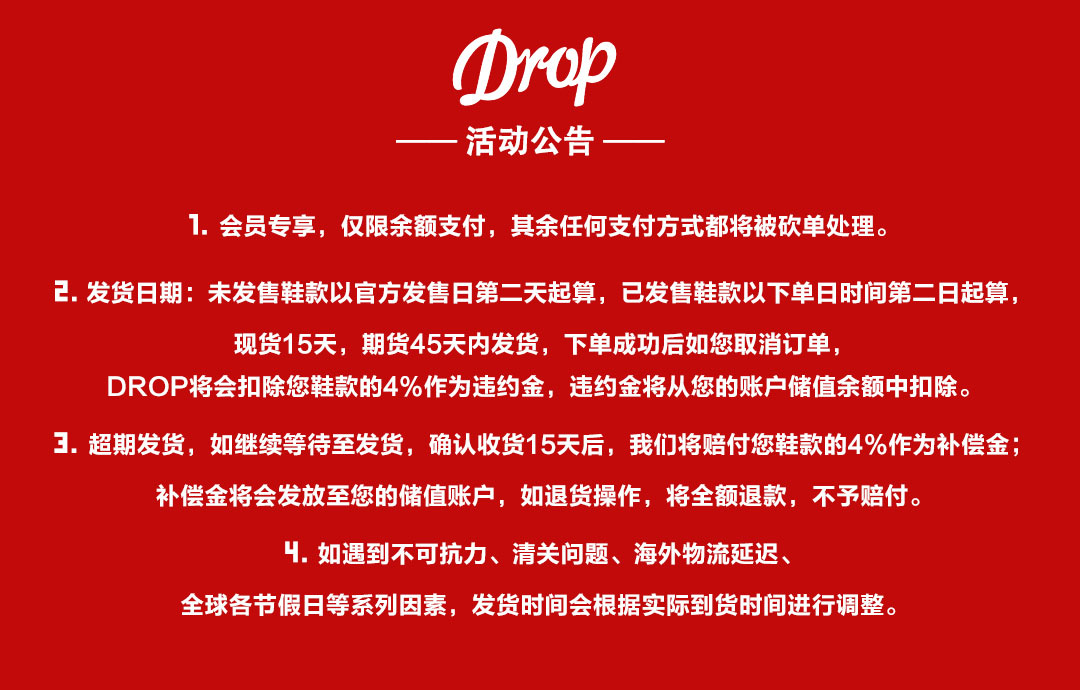 Drop
活动公告
1. 会员专享，仅限余额支付，其余任何支付方式都将被砍单处理。
2. 发货日期：未发售鞋款以官方发售日第二天起算，已发售鞋款以下单日时间第二日起算，
现货15天，期货45天内发货，下单成功后如您取消订单，
DROP将会扣除您鞋款的4%作为违约金，违约金将从您的账户储值余额中扣除。
3. 超期发货，如继续等待至发货，确认收货15天后，我们将赔付您鞋款的4%作为补偿金；
补偿金将会发放至您的储值账户，如退货操作，将全额退款，不予赔付。
4. 如遇到不可抗力、清关问题、海外物流延迟、
全球各节假日等系列因素，发货时间会根据实际到货时间进行调整。